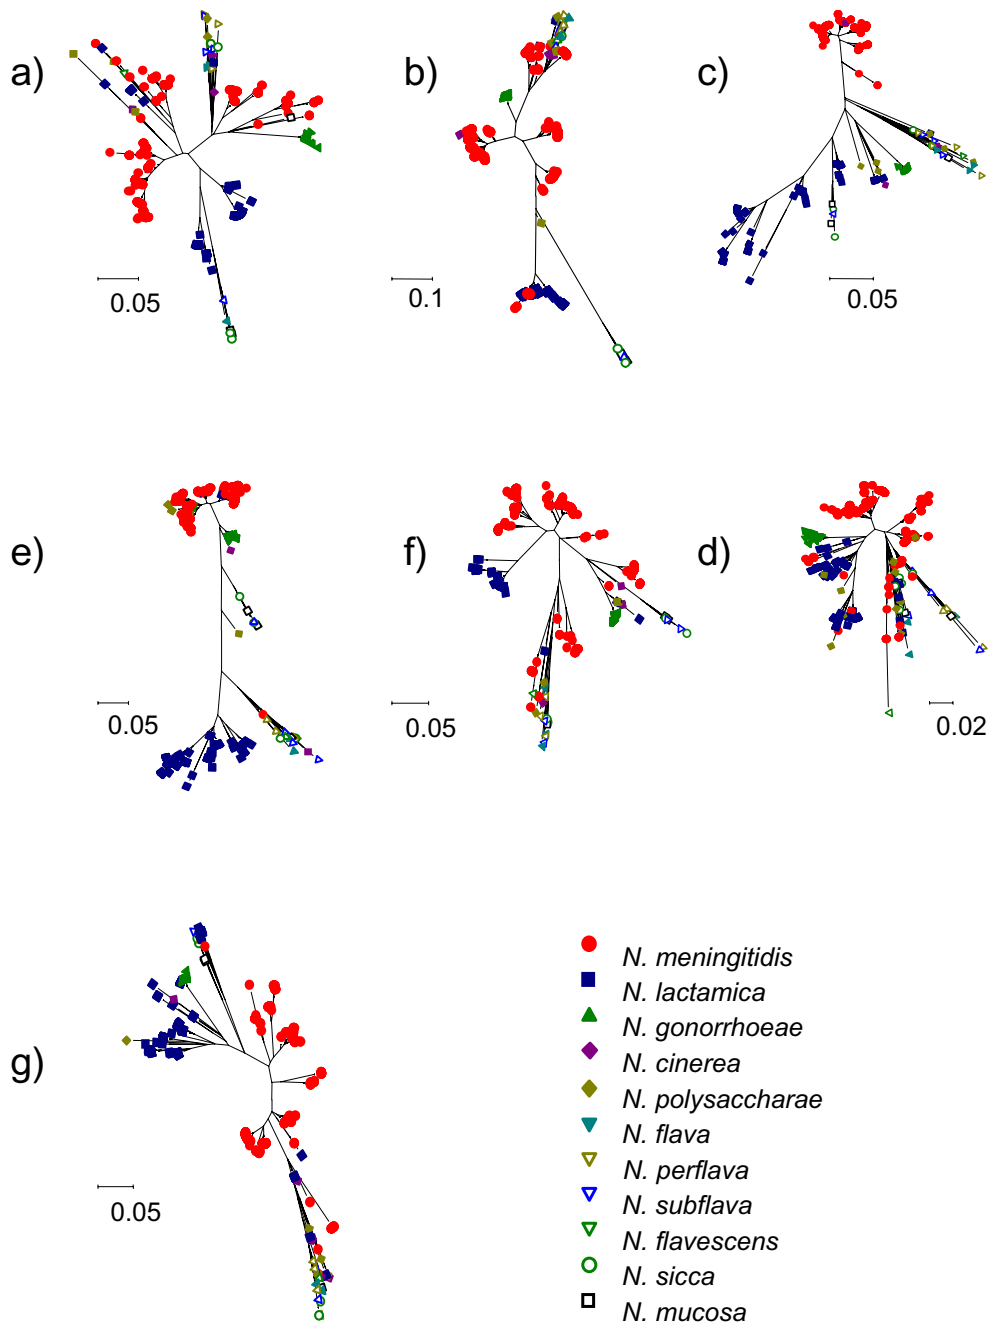 a)
b)
c)
0.05
0.1
0.05
e)
f)
d)
0.05
0.05
0.02
g)
0.05
N. meningitidis
N. lactamica
N. gonorrhoeae
N. cinerea
N. polysaccharae
N. flava
N. perflava
N. subflava
N. flavescens
N. sicca
N. mucosa